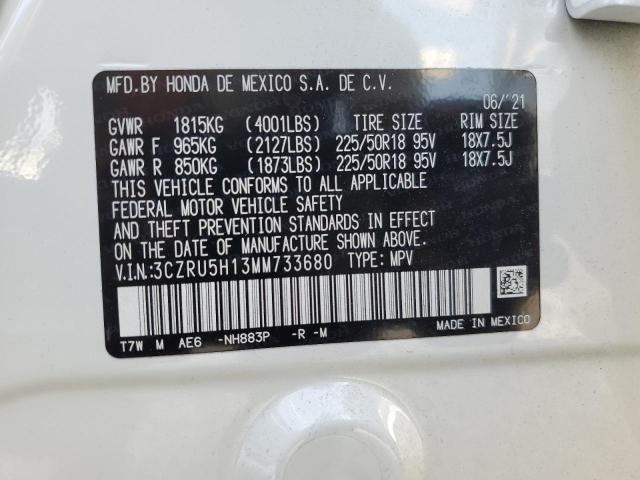 MFD.BY HONDA DE MEXICO S.A. DE C.V.
06/'21
GVWR 1815KG (4001LBS) TIRE SIZE RIM SIZE
GAWR F 965KG (2127LBS) 225/50R18 95V 18X7.5J
GAWR R 850KG (1873LBS) 225/50R18 95V 18X7.5J
THIS VEHICLE CONFORMS TO ALL APPLICABLE
FEDERAL MOTOR VEHICLE SAFETY
AND THEFT PREVENTION STANDARDS IN EFFECT
ON THE DATE OF MANUFACTURE SHOWN ABOVE.
V.I.N:3CZRU5H13MM733680 TYPE: MPV
T7W M AE6 -NH883P -R -M
MADE IN MEXICO